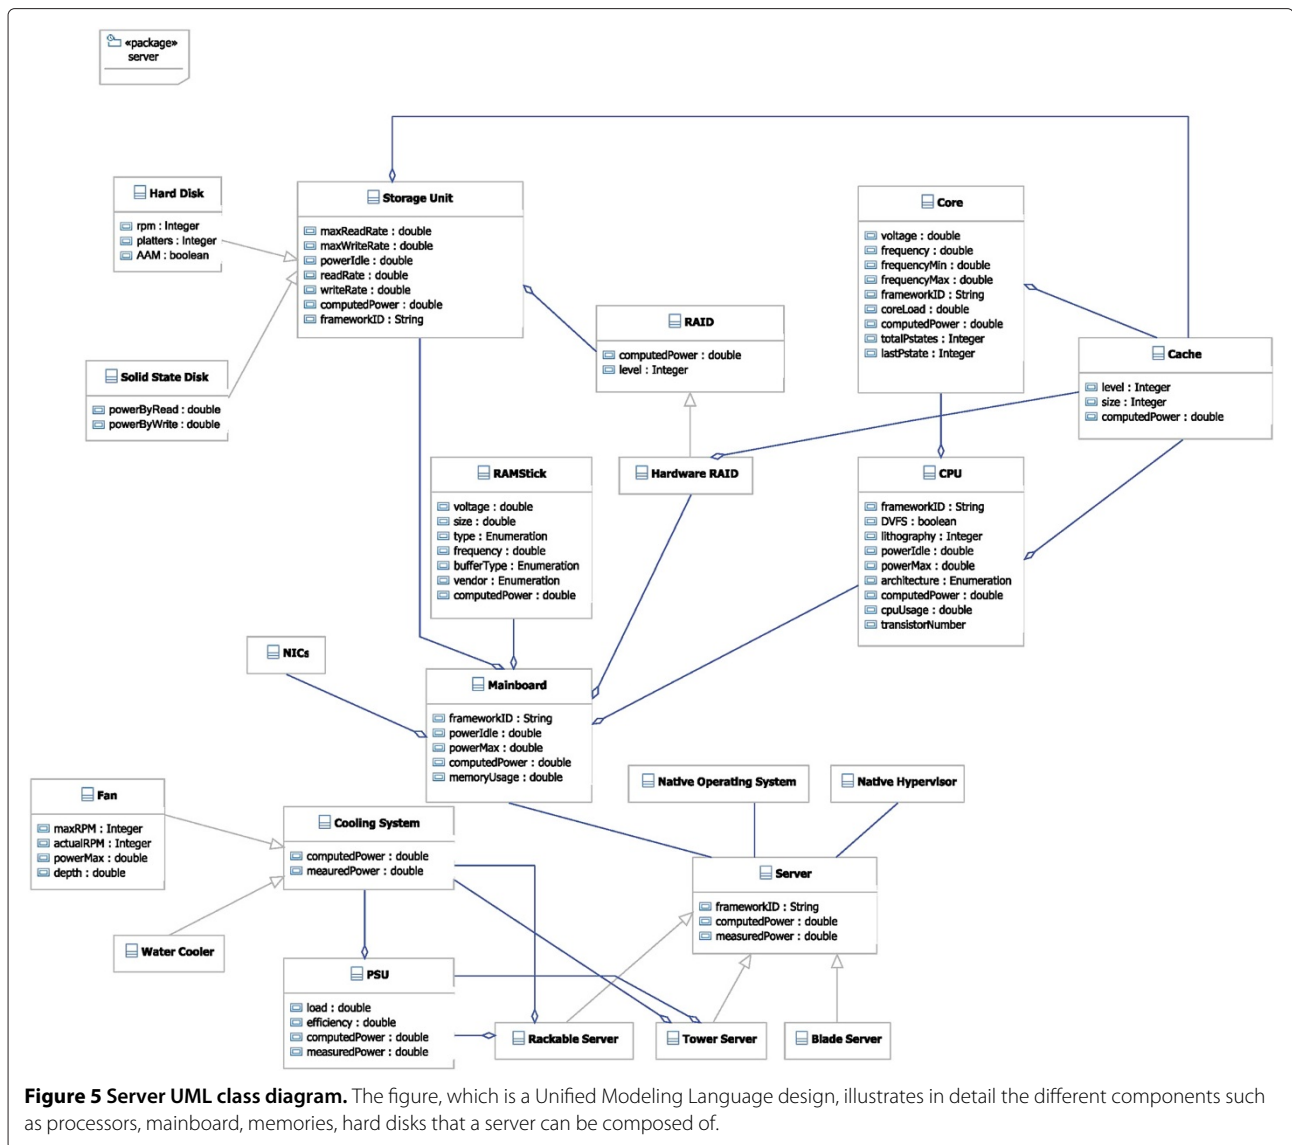 «package»
server
Hard Disk
rpm : Integer
platters : Integer
AAM : boolean
Storage Unit
maxReadRate : double
maxWriteRate : double
powerIdle : double
readRate : double
writeRate : double
computedPower : double
frameworkID : String
Core
voltage : double
frequency : double
frequencyMin : double
frequencyMax : double
frameworkID : String
coreLoad : double
computedPower : double
totalPstates : Integer
lastPstate : Integer
RAID
computedPower : double
level : Integer
Cache
level : Integer
size : Integer
computedPower : double
Solid State Disk
powerByRead : double
powerByWrite : double
RAMStick
voltage : double
size : double
type : Enumeration
frequency : double
bufferType : Enumeration
vendor : Enumeration
computedPower : double
Hardware RAID
CPU
frameworkID : String
DVFS : boolean
lithography : Integer
powerIdle : double
powerMax : double
architecture : Enumeration
computedPower : double
cpuUsage : double
transistorNumber
NICs
Mainboard
frameworkID : String
powerIdle : double
powerMax : double
computedPower : double
memoryUsage : double
Native Operating System
Native Hypervisor
Fan
maxRPM : Integer
actualRPM : Integer
powerMax : double
depth : double
Cooling System
computedPower : double
meauredPower : double
Server
frameworkID : String
computedPower : double
measuredPower : double
Water Cooler
PSU
load : double
efficiency : double
computedPower : double
measuredPower : double
Rackable Server
Tower Server
Blade Server
Figure 5 Server UML class diagram. The figure, which is a Unified Modeling Language design, illustrates in detail the different components such
as processors, mainboard, memories, hard disks that a server can be composed of.